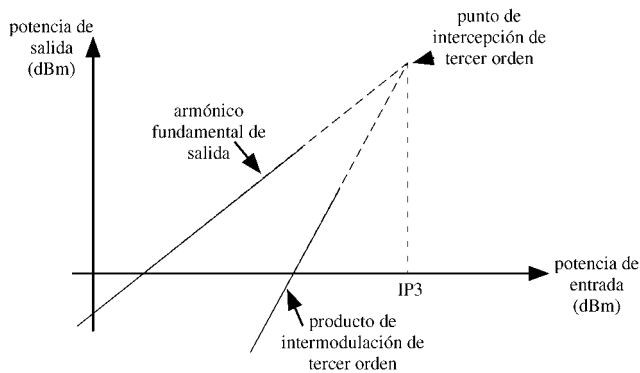 potencia de
salida
(dBm)
punto de
intercepción de
tercer orden
armónico
fundamental de
salida
potencia de
entrada
(dBm)
IP3
producto de
intermodulación de
tercer orden